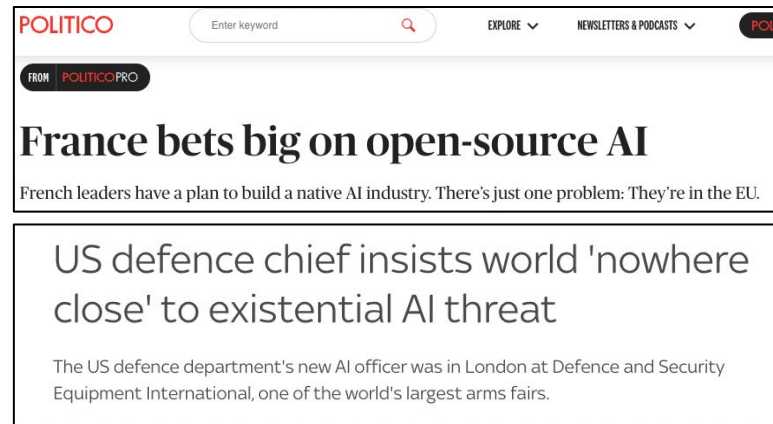 POLITICO
Enter keyword
EXPLORE
NEWSLETTERS & PODCASTS
FROM POLITICOPRO
France bets big on open-source AI
French leaders have a plan to build a native AI industry. There's just one problem: They're in the EU.
US defence chief insists world 'nowhere
close' to existential AI threat
The US defence department's new AI officer was in London at Defence and Security
Equipment International, one of the world's largest arms fairs.